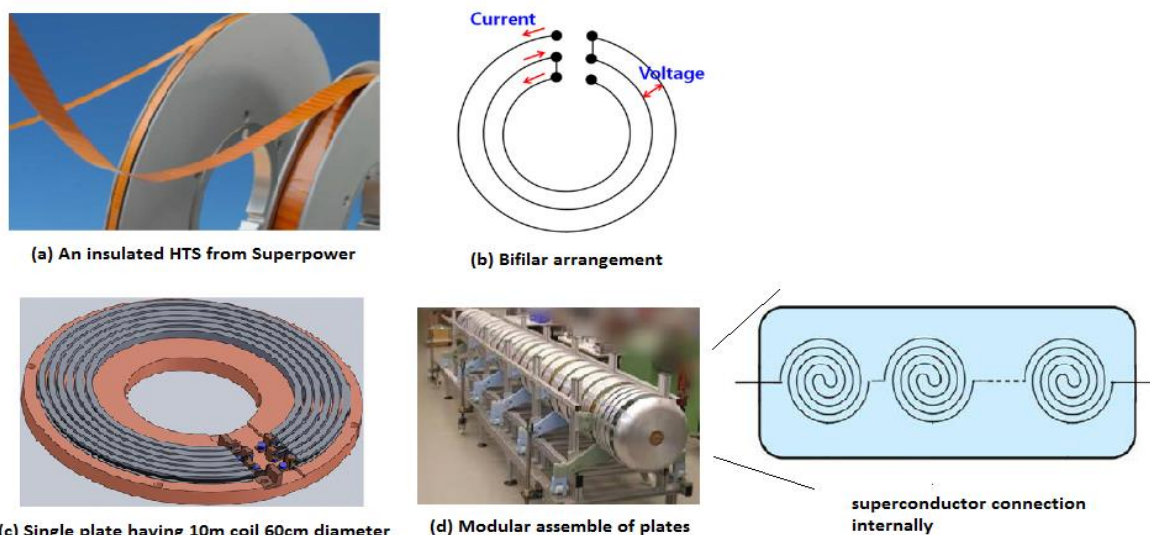 Current
Voltage
(a) An insulated HTS from Superpower
(b) Bifilar arrangement
(c) Single plate having 10m coil 60cm diameter
(d) Modular assemble of plates
superconductor connection
internally